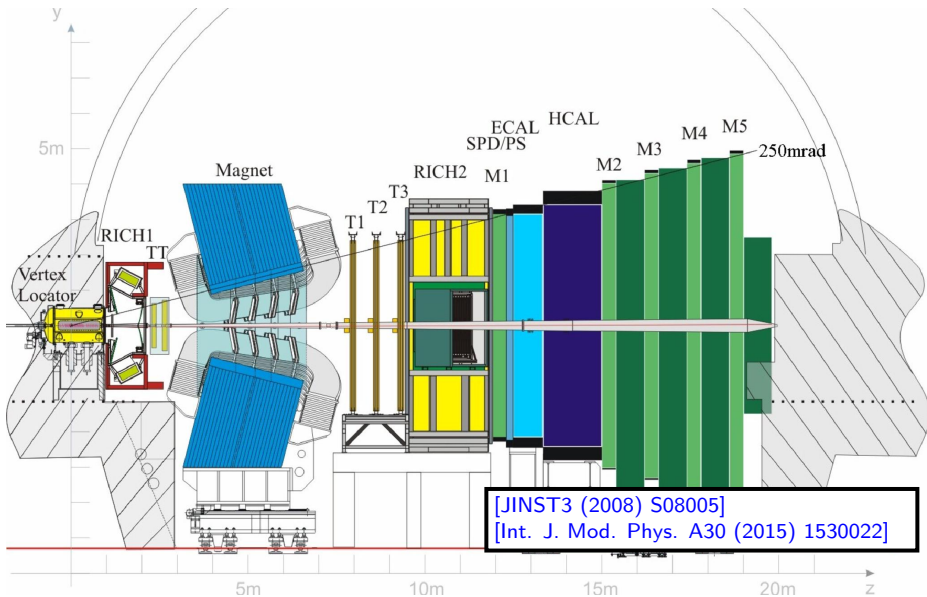 y
5m
Magnet
RICH1
TT
Vertex
Locator
T1
T2
T3
RICH2
M1
SPD/PS
ECAL
HCAL
M2
M3
M4
M5
250mrad
[JINST3 (2008) S08005]
[Int. J. Mod. Phys. A30 (2015) 1530022]
5m
10m
15m
20m
z